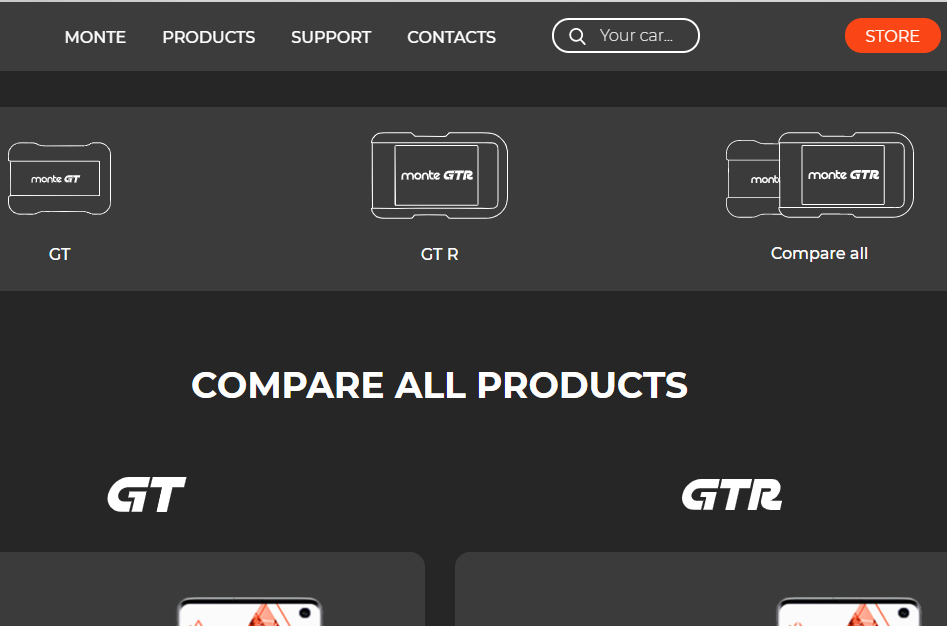 MONTE PRODUCTS SUPPORT CONTACTS Your car... STORE
monte GT
monte GTR
mont monte GTR
GT
GT R
Compare all
COMPARE ALL PRODUCTS
GT
GTR